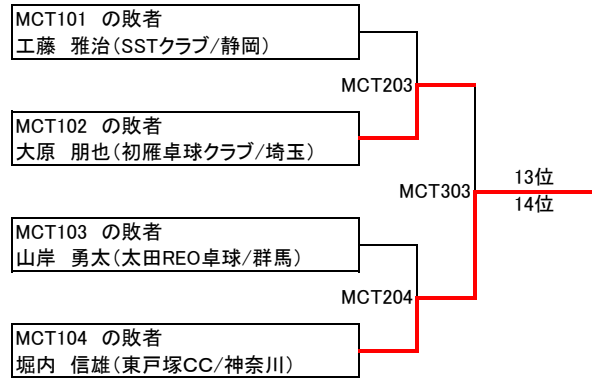 MCT101 の敗者
工藤 雅治(SSTクラブ/静岡)
MCT203
MCT102 の敗者
大原 朋也(初雁卓球クラブ/埼玉)
MCT303
13位
14位
MCT103 の敗者
山岸 勇太(太田REO卓球/群馬)
MCT204
MCT104 の敗者
堀内 信雄(東戸塚CC/神奈川)